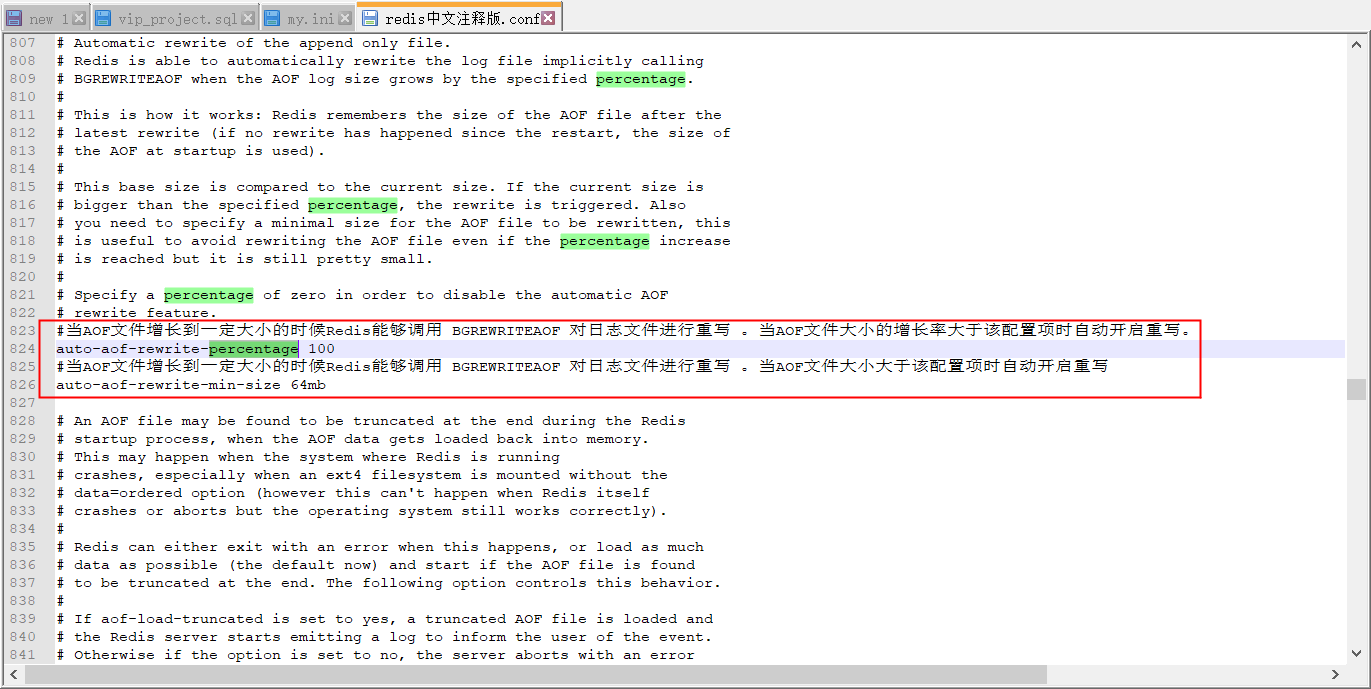 new 1 vip_project.sql my.ini redis中文注释版.conf
807 # Automatic rewrite of the append only file.
808 # Redis is able to automatically rewrite the log file implicitly calling
809 # BGREWRITEAOF when the AOF log size grows by the specified percentage.
810 #
811 # This is how it works: Redis remembers the size of the AOF file after the
812 # latest rewrite (if no rewrite has happened since the restart, the size of
813 # the AOF at startup is used).
814 #
815 # This base size is compared to the current size. If the current size is
816 # bigger than the specified percentage, the rewrite is triggered. Also
817 # you need to specify a minimal size for the AOF file to be rewritten, this
818 # is useful to avoid rewriting the AOF file even if the percentage increase
819 # is reached but it is still pretty small.
820 #
821 # Specify a percentage of zero in order to disable the automatic AOF
822 # rewrite feature.
823 #当AOF文件增长到一定大小的时候Redis能够调用 BGREWRITEAOF 对日志文件进行重写 。当AOF文件大小的增长率大于该配置项时自动开启重写。
824 auto-aof-rewrite-percentage 100
825 #当AOF文件增长到一定大小的时候Redis能够调用 BGREWRITEAOF 对日志文件进行重写 。当AOF文件大小大于该配置项时自动开启重写
826 auto-aof-rewrite-min-size 64mb
827
828 # An AOF file may be found to be truncated at the end during the Redis
829 # startup process, when the AOF data gets loaded back into memory.
830 # This may happen when the system where Redis is running
831 # crashes, especially when an ext4 filesystem is mounted without the
832 # data=ordered option (however this can't happen when Redis itself
833 # crashes or aborts but the operating system still works correctly).
834 #
835 # Redis can either exit with an error when this happens, or load as much
836 # data as possible (the default now) and start if the AOF file is found
837 # to be truncated at the end. The following option controls this behavior.
838 #
839 # If aof-load-truncated is set to yes, a truncated AOF file is loaded and
840 # the Redis server starts emitting a log to inform the user of the event.
841 # Otherwise if the option is set to no, the server aborts with an error